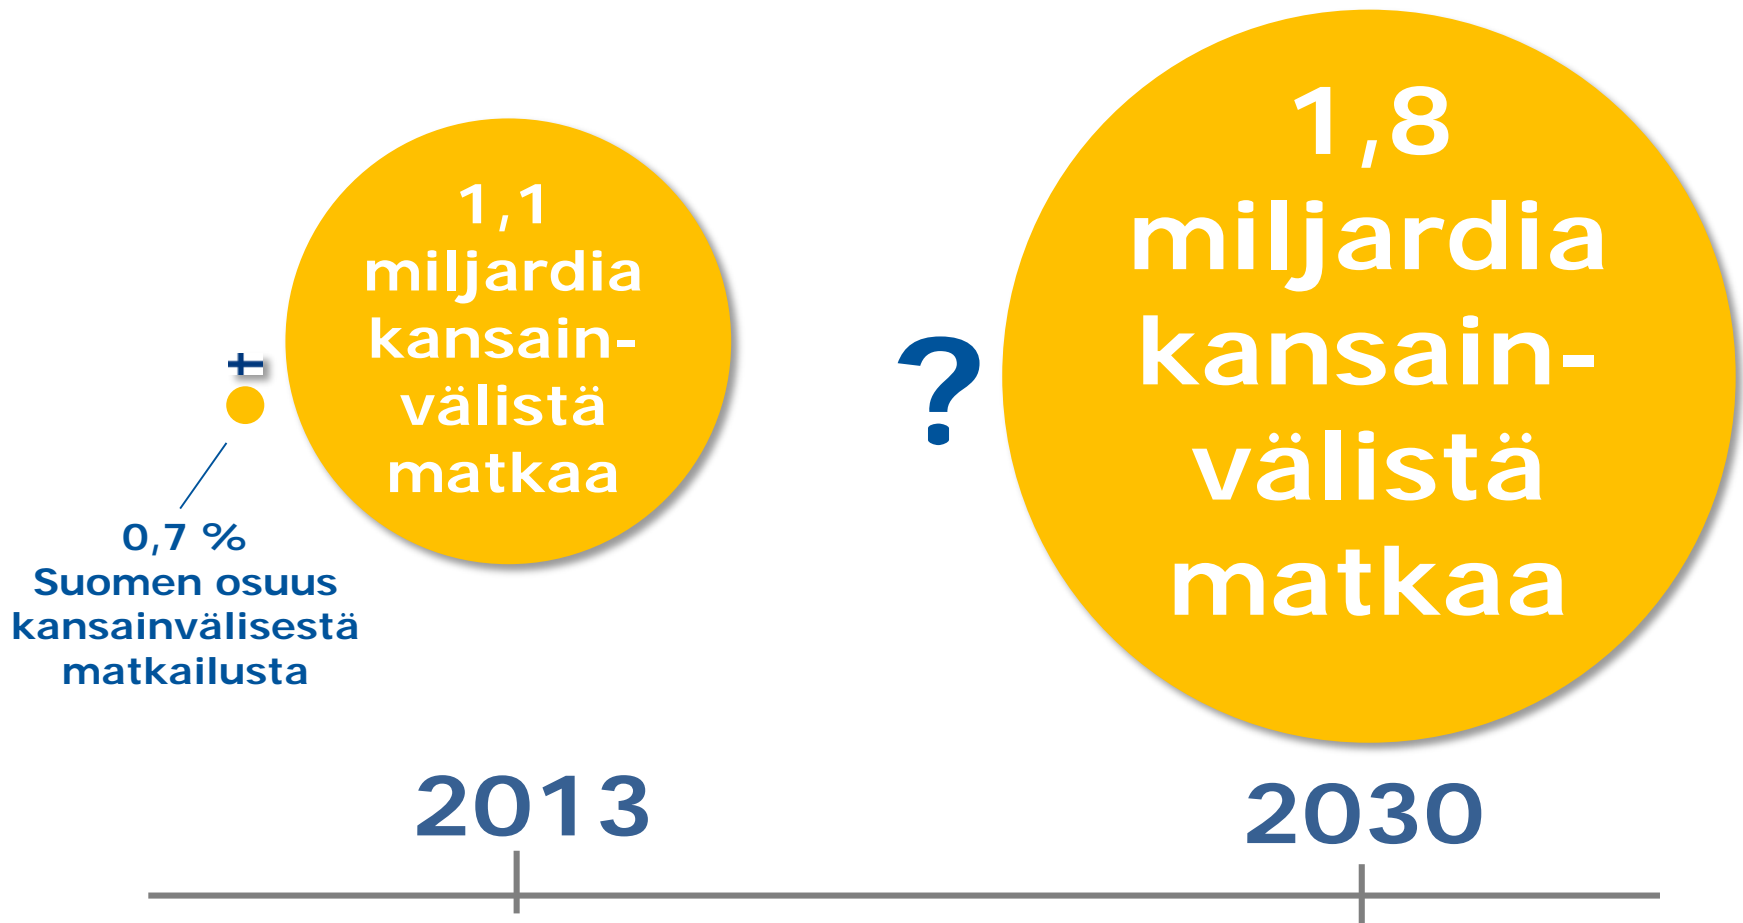 1,1
miljardia
kansain-
välistä
matkaa
0,7 %
Suomen osuus
kansainvälisestä
matkailusta
?
1,8
miljardia
kansain-
välistä
matkaa
2013
2030